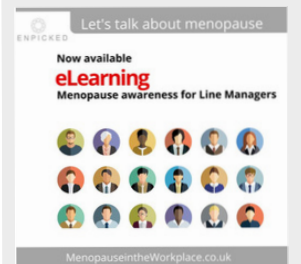 Let's talk about menopause
ENPICKED
Now available
eLearning
Menopause awareness for Line Managers
MenopauseintheWorkplace.co.uk